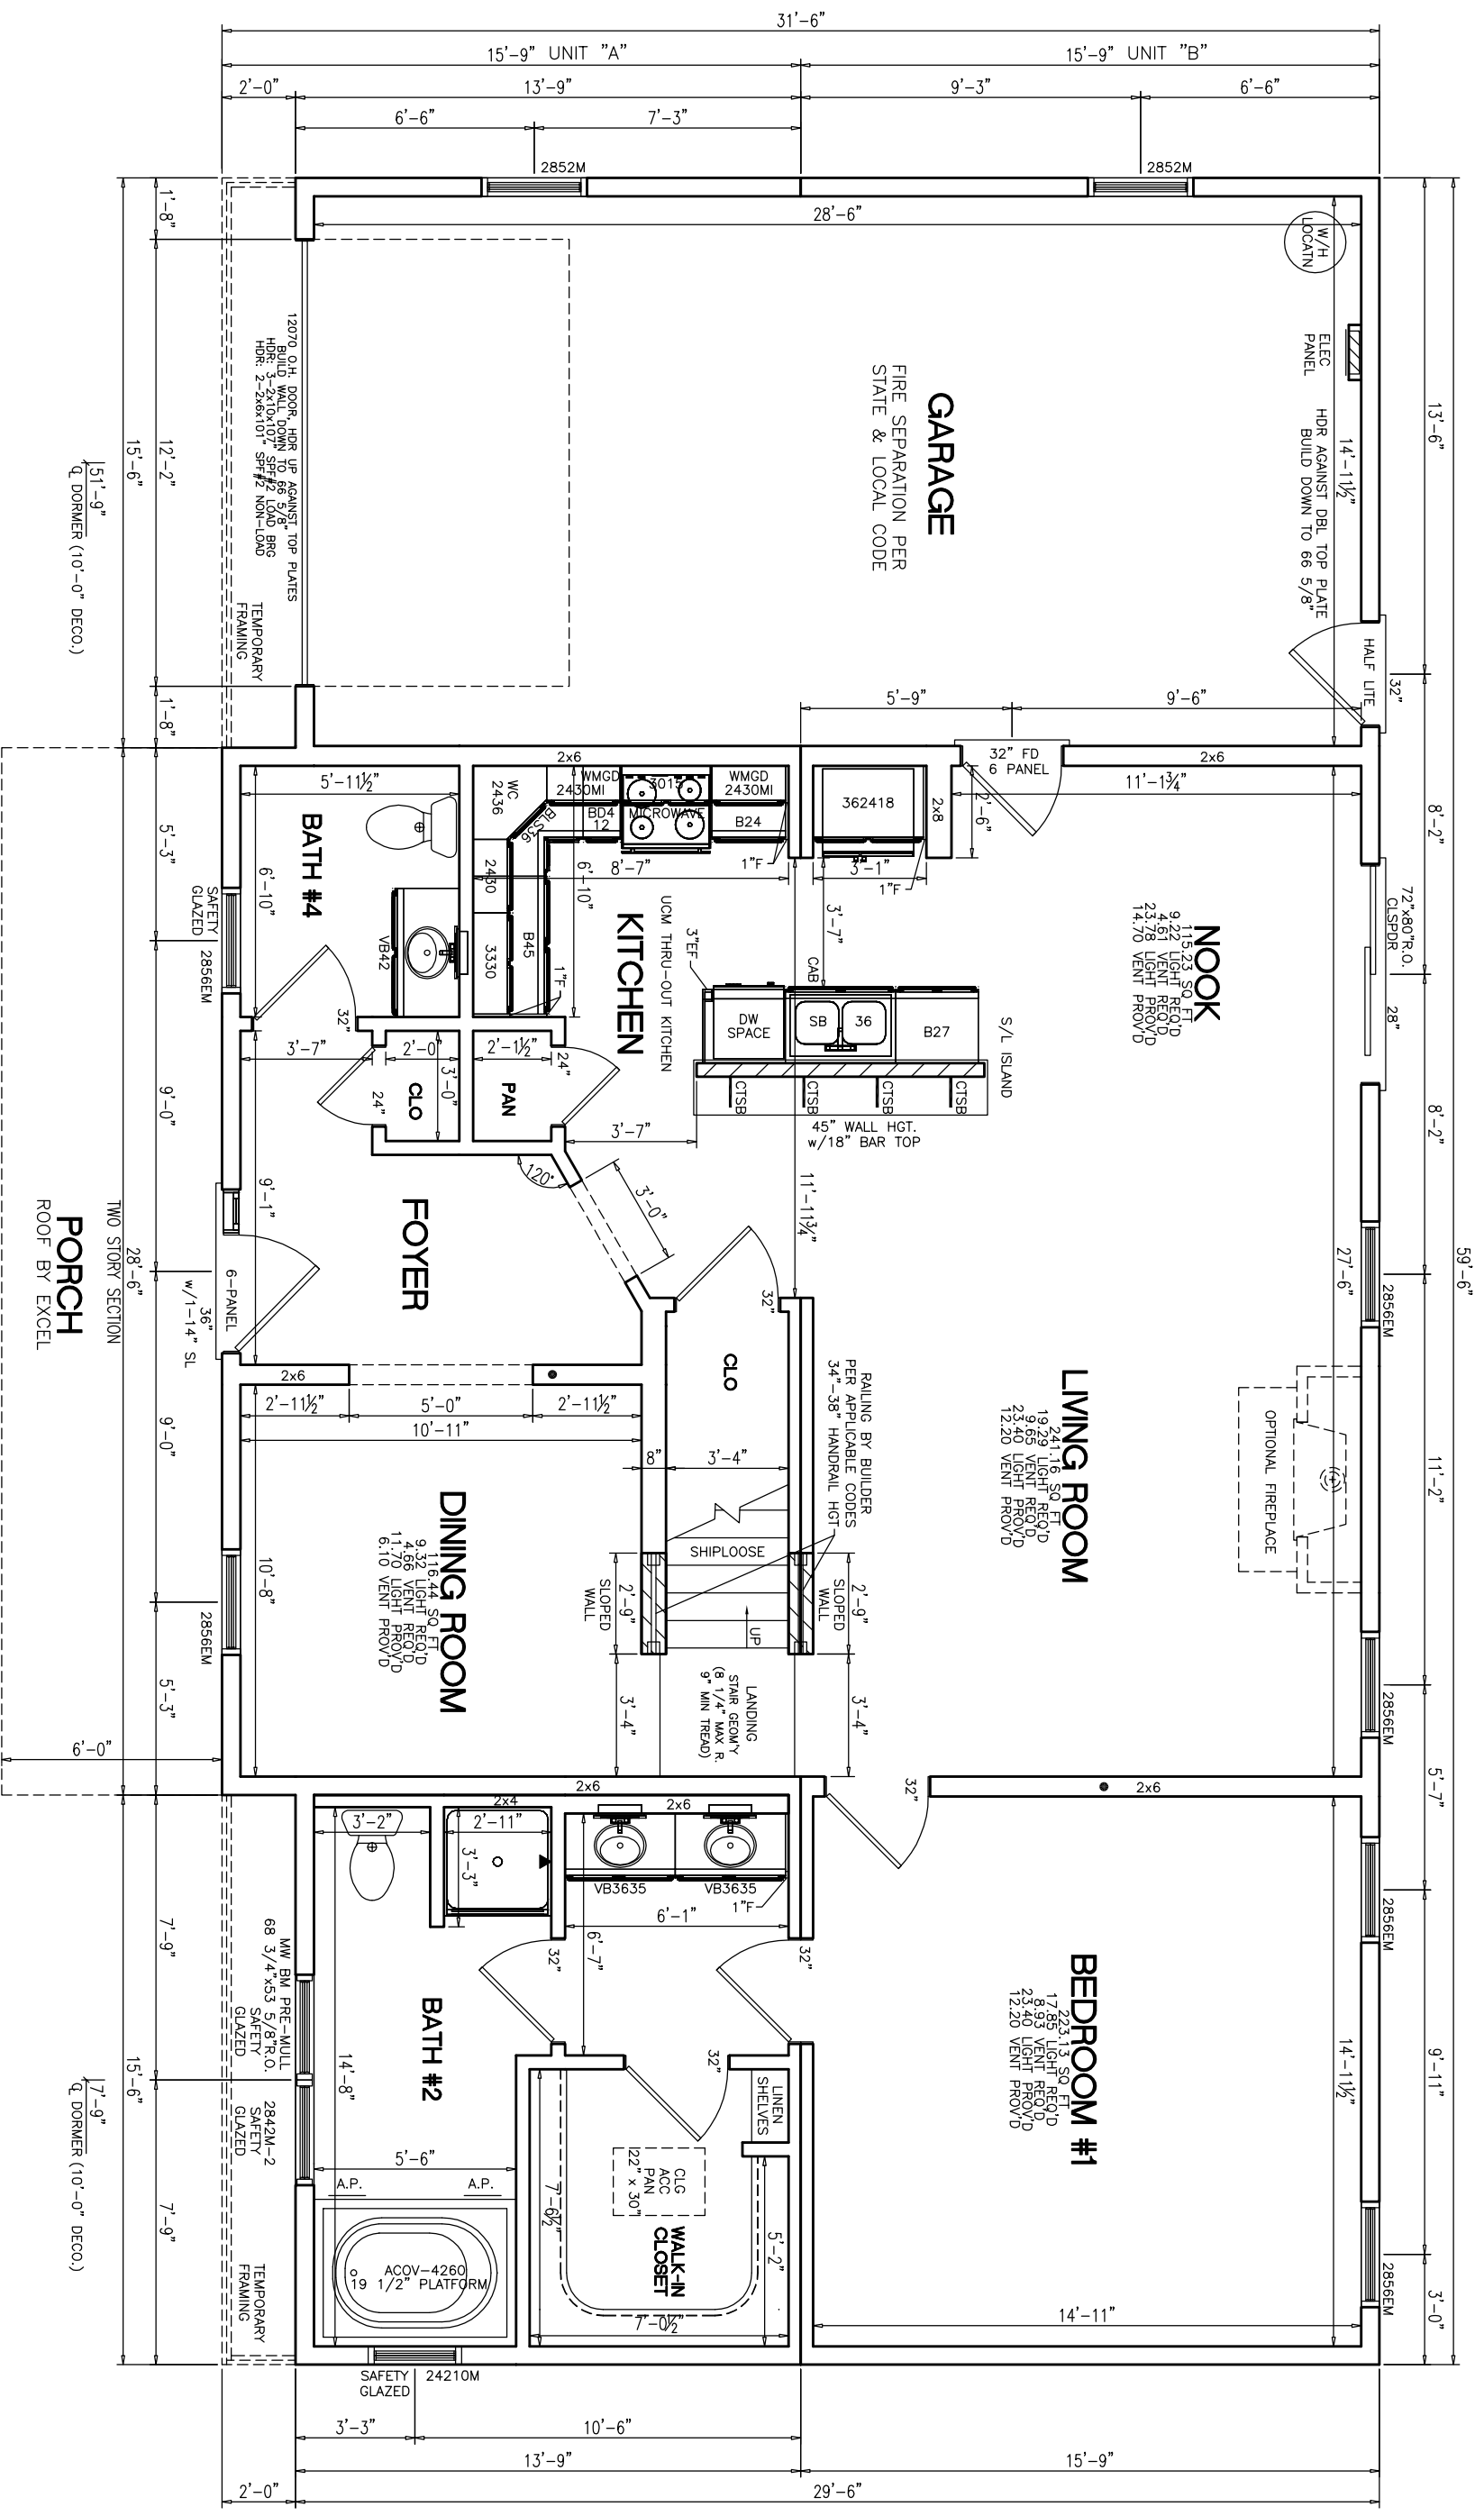 31'-6"
15'-9" UNIT "A"
15'-9" UNIT "B"
2'-0"
13'-9"
9'-3"
6'-6"
6'-6"
7'-3"
2852M
2852M
1'-8"
12'-2"
15'-6"
1'-8"
28'-6"
W/H
LOCATN
ELEC
PANEL
14'-11½"
HDR AGAINST DBL TOP PLATE
BUILD DOWN TO 66 5/8"
13'-6"
59'-6"
GARAGE
FIRE SEPARATION PER
STATE & LOCAL CODE
12070 O.H. DOOR, HDR UP AGAINST TOP PLATES
BUILD WALL DOWN TO 66 5/8"
HDR: 3-2x10x107" SPF#2 LOAD BRG
HDR: 2-2x6x101" SPF#2 NON-LOAD
TEMPORARY
FRAMING
51'-9"
DORMER (10'-0" DECO.)
HALF LITE
32"
5'-9"
9'-6"
32" FD
6 PANEL
2x6
2x6
11'-1¾"
5'-11½"
6'-10"
BATH #4
VB42
SAFETY
GLAZED
2856EM
5'-3"
32"
WC
2436
WMGD
2430MI
3015
MICROWAVE
WMGD
2430MI
BD4
12
B24
BLS36
2430
3330
B45
1"F
1"F
8'-7"
6'-10"
362418
2x8
2'-6"
3'-1"
1"F
3'-7"
KITCHEN
UCM THRU-OUT KITCHEN
3"EF
CAB
DW
SPACE
SB
36
B27
S/L ISLAND
CTSB
CTSB
CTSB
CTSB
45" WALL HGT.
w/18" BAR TOP
3'-7"
NOOK
115.23 SQ FT
9.22 LIGHT REQ'D
4.61 VENT REQ'D
23.78 LIGHT PROV'D
14.70 VENT PROV'D
72"x80"R.O.
CLSPDR
28"
8'-2"
8'-2"
3'-7"
2'-0"
3'-0"
CLO
24"
2'-1½"
PAN
24"
9'-0"
9'-1"
FOYER
120°
3'-0"
11'-11¾"
6-PANEL
36"
w/1-14" SL
PORCH
ROOF BY EXCEL
TWO STORY SECTION
28'-6"
32"
CLO
2x6
2'-11½"
5'-0"
2'-11½"
10'-11"
8"
3'-4"
RAILING BY BUILDER
PER APPLICABLE CODES
34"-38" HANDRAIL HGT
SHIPLOOSE
UP
2'-9"
SLOPED
WALL
2'-9"
SLOPED
WALL
DINING ROOM
116.44 SQ FT
9.32 LIGHT REQ'D
4.66 VENT REQ'D
11.70 LIGHT PROV'D
6.10 VENT PROV'D
10'-8"
9'-0"
5'-3"
2856EM
6'-0"
3'-4"
3'-4"
LANDING
STAIR GEOM'Y
(8 1/4" MAX R.
9" MIN TREAD)
LIVING ROOM
241.16 SQ FT
19.29 LIGHT REQ'D
9.65 VENT REQ'D
23.40 LIGHT PROV'D
12.20 VENT PROV'D
27'-6"
OPTIONAL FIREPLACE
2856EM
11'-2"
2856EM
5'-7"
2x6
32"
2x6
2x4
2x6
3'-2"
2'-11"
3'-3"
VB3635
VB3635
1"F
6'-1"
6'-7"
32"
32"
BATH #2
14'-8"
5'-6"
A.P.
A.P.
ACOV-4260
19 1/2" PLATFORM
MW BM PRE-MULL
68 3/4"x53 5/8"R.O.
SAFETY
GLAZED
2842M-2
SAFETY
GLAZED
TEMPORARY
FRAMING
7'-9"
7'-9"
15'-6"
7'-9"
DORMER (10'-0" DECO.)
32"
LINEN
SHELVES
CLG
ACC
PAN
22" x 30"
WALK-IN
CLOSET
7'-6½"
5'-2"
7'-0½"
BEDROOM #1
223.13 SQ FT
17.85 LIGHT REQ'D
8.93 VENT REQ'D
23.40 LIGHT PROV'D
12.20 VENT PROV'D
14'-11½"
14'-11"
2856EM
9'-11"
2856EM
3'-0"
SAFETY
GLAZED
24210M
3'-3"
10'-6"
13'-9"
15'-9"
2'-0"
29'-6"